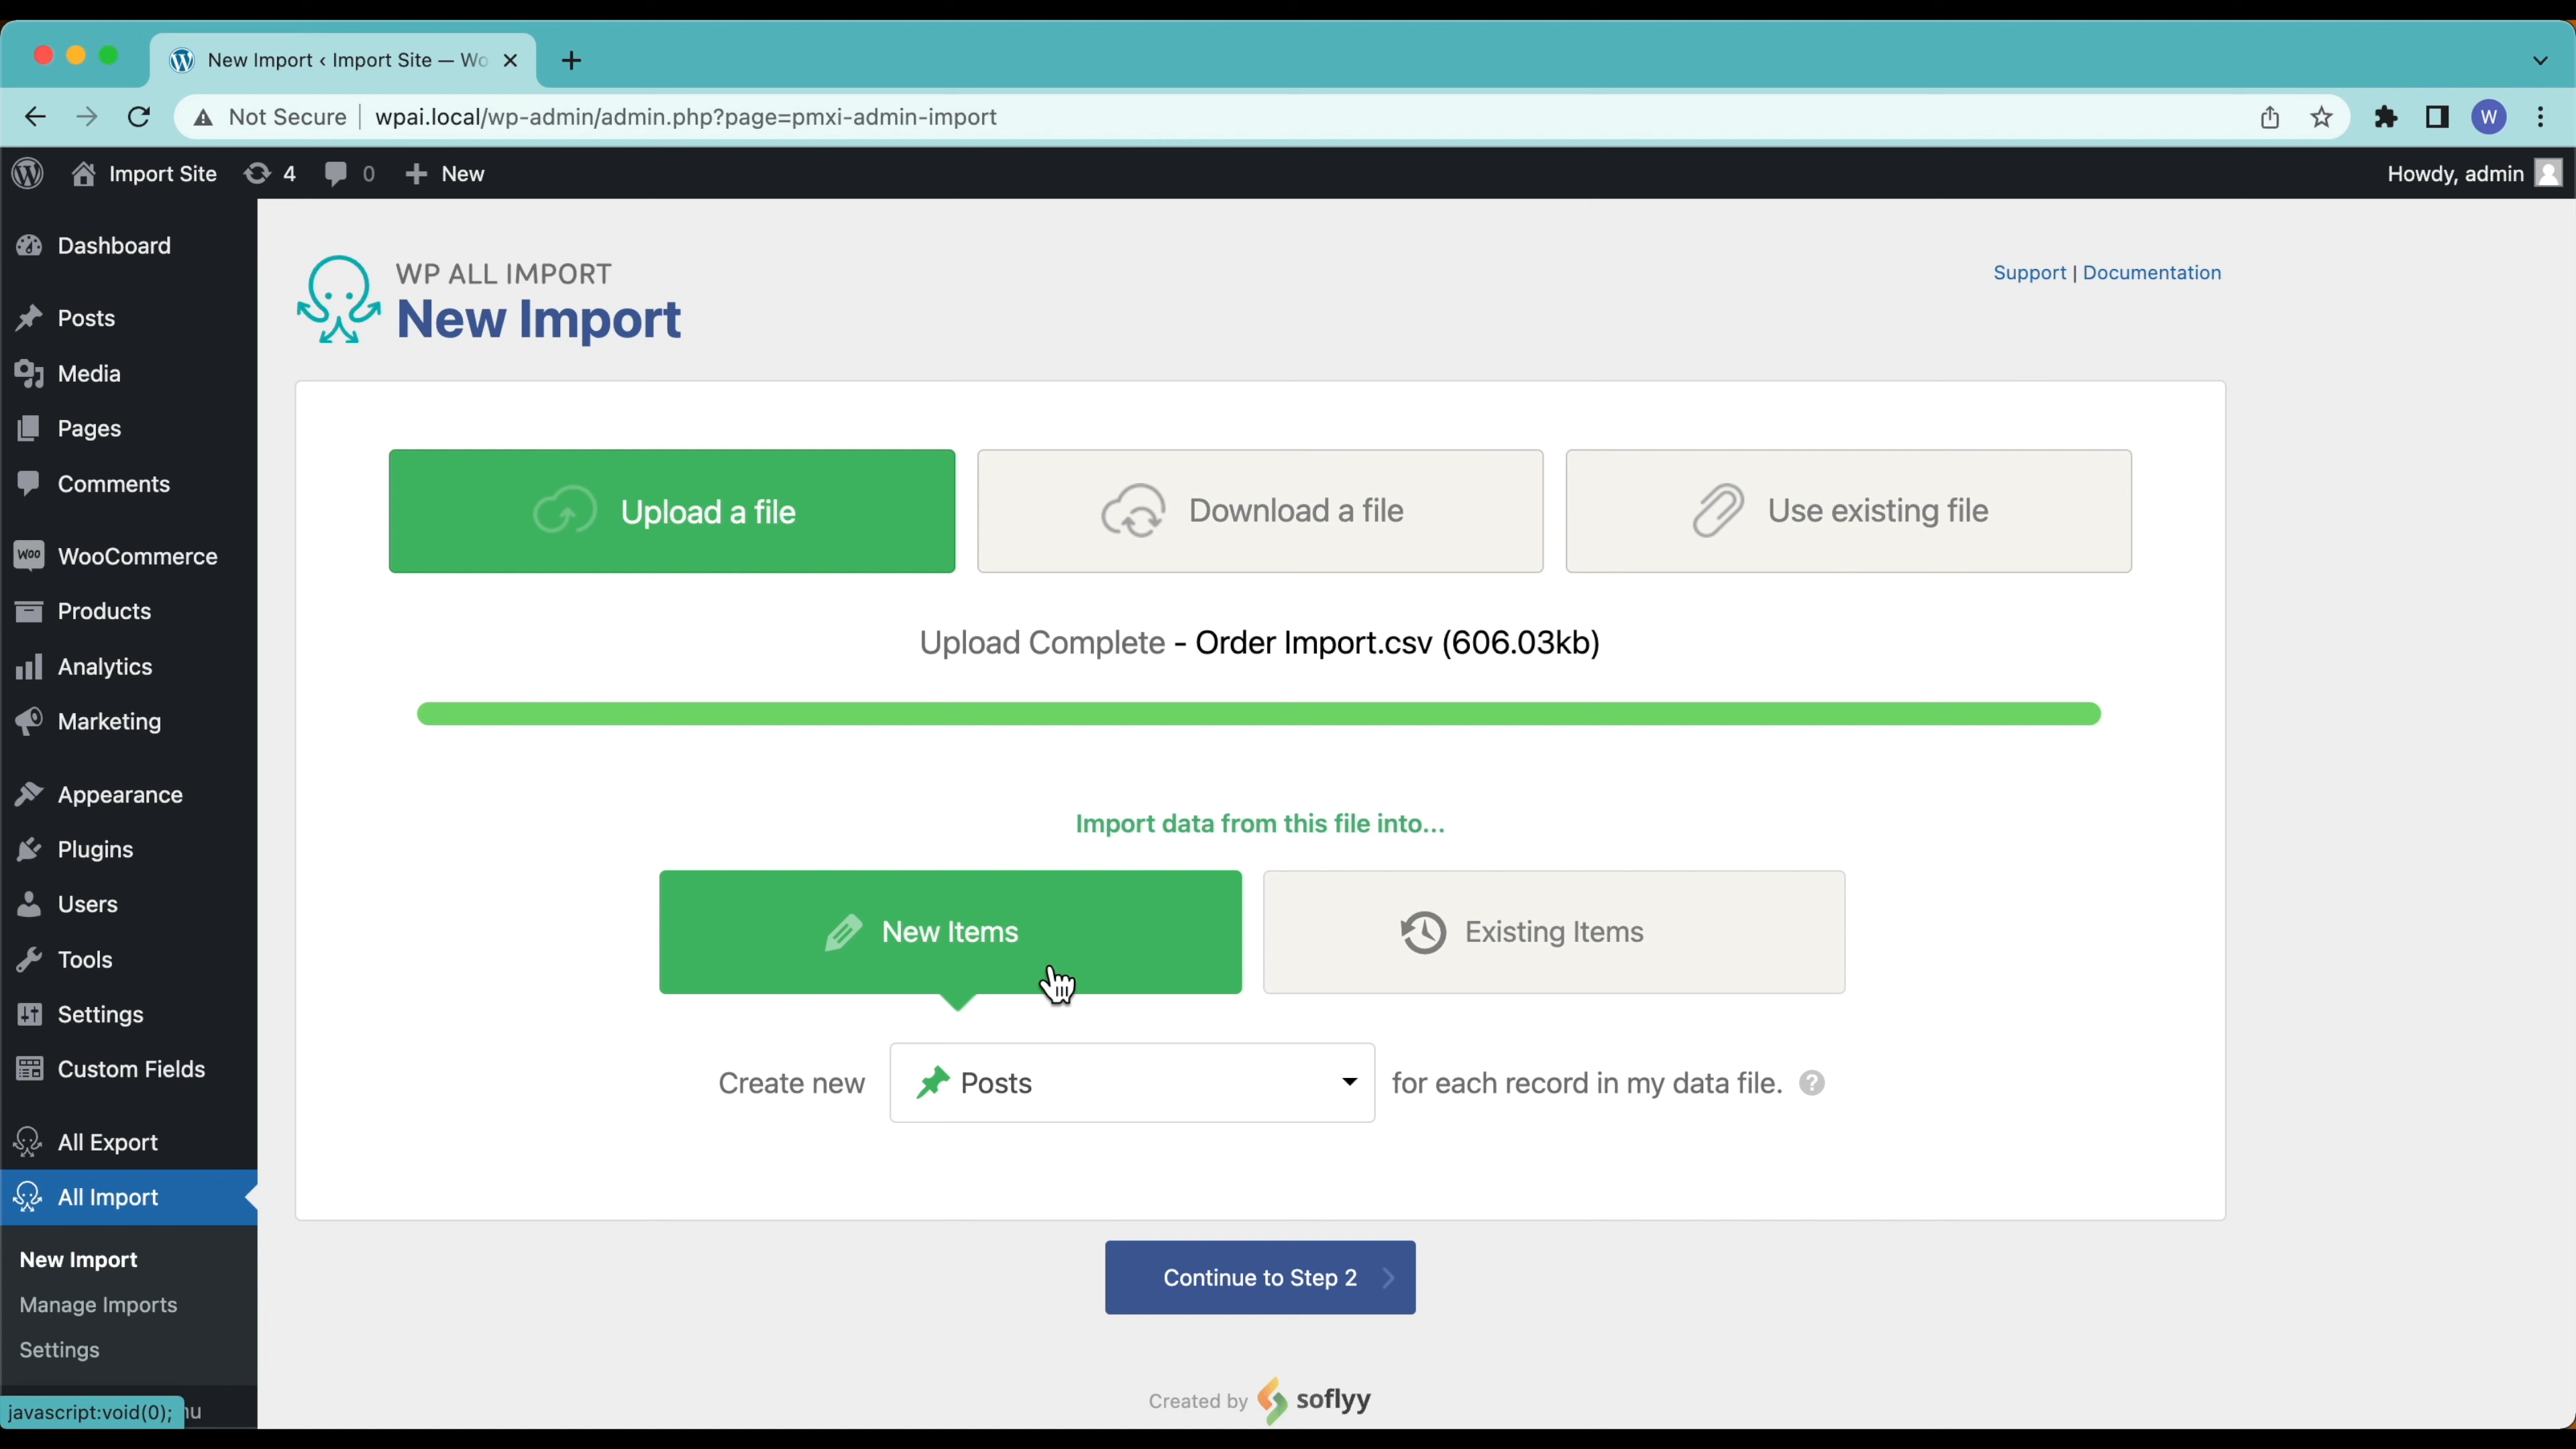 New Import ‹ Import Site — Wo
Not Secure
wpai.local/wp-admin/admin.php?page=pmxi-admin-import
W
Import Site
4
0
New
Howdy, admin
Dashboard
Posts
Media
Pages
Comments
Woo
WooCommerce
Products
Analytics
Marketing
Appearance
Plugins
Users
Tools
Settings
Custom Fields
All Export
All Import
New Import
Manage Imports
Settings
javascript:void(0);
WP ALL IMPORT
New Import
Support | Documentation
Upload a file
Download a file
Use existing file
Upload Complete - Order Import.csv (606.03kb)
Import data from this file into...
New Items
Existing Items
Create new
Posts
for each record in my data file.
?
Continue to Step 2
Created by soflyy